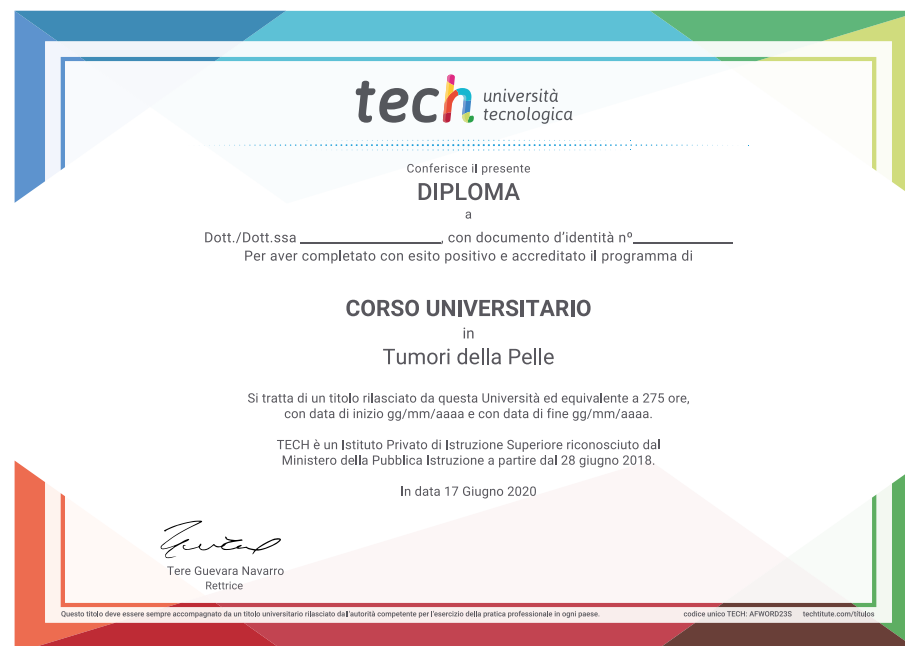 tech università
tecnologica
Conferisce il presente
DIPLOMA
a
Dott./Dott.ssa ____________________, con documento d'identità nº______________
Per aver completato con esito positivo e accreditato il programma di
CORSO UNIVERSITARIO
in
Tumori della Pelle
Si tratta di un titolo rilasciato da questa Università ed equivalente a 275 ore,
con data di inizio gg/mm/aaaa e con data di fine gg/mm/aaaa.
TECH è un Istituto Privato di Istruzione Superiore riconosciuto dal
Ministero della Pubblica Istruzione a partire dal 28 giugno 2018.
In data 17 Giugno 2020
Tere Guevara Navarro
Rettrice
Questo titolo deve essere sempre accompagnato da un titolo universitario rilasciato dall'autorità competente per l'esercizio della pratica professionale in ogni paese. codice unico TECH: AFWORD23S techtitute.com/titulos